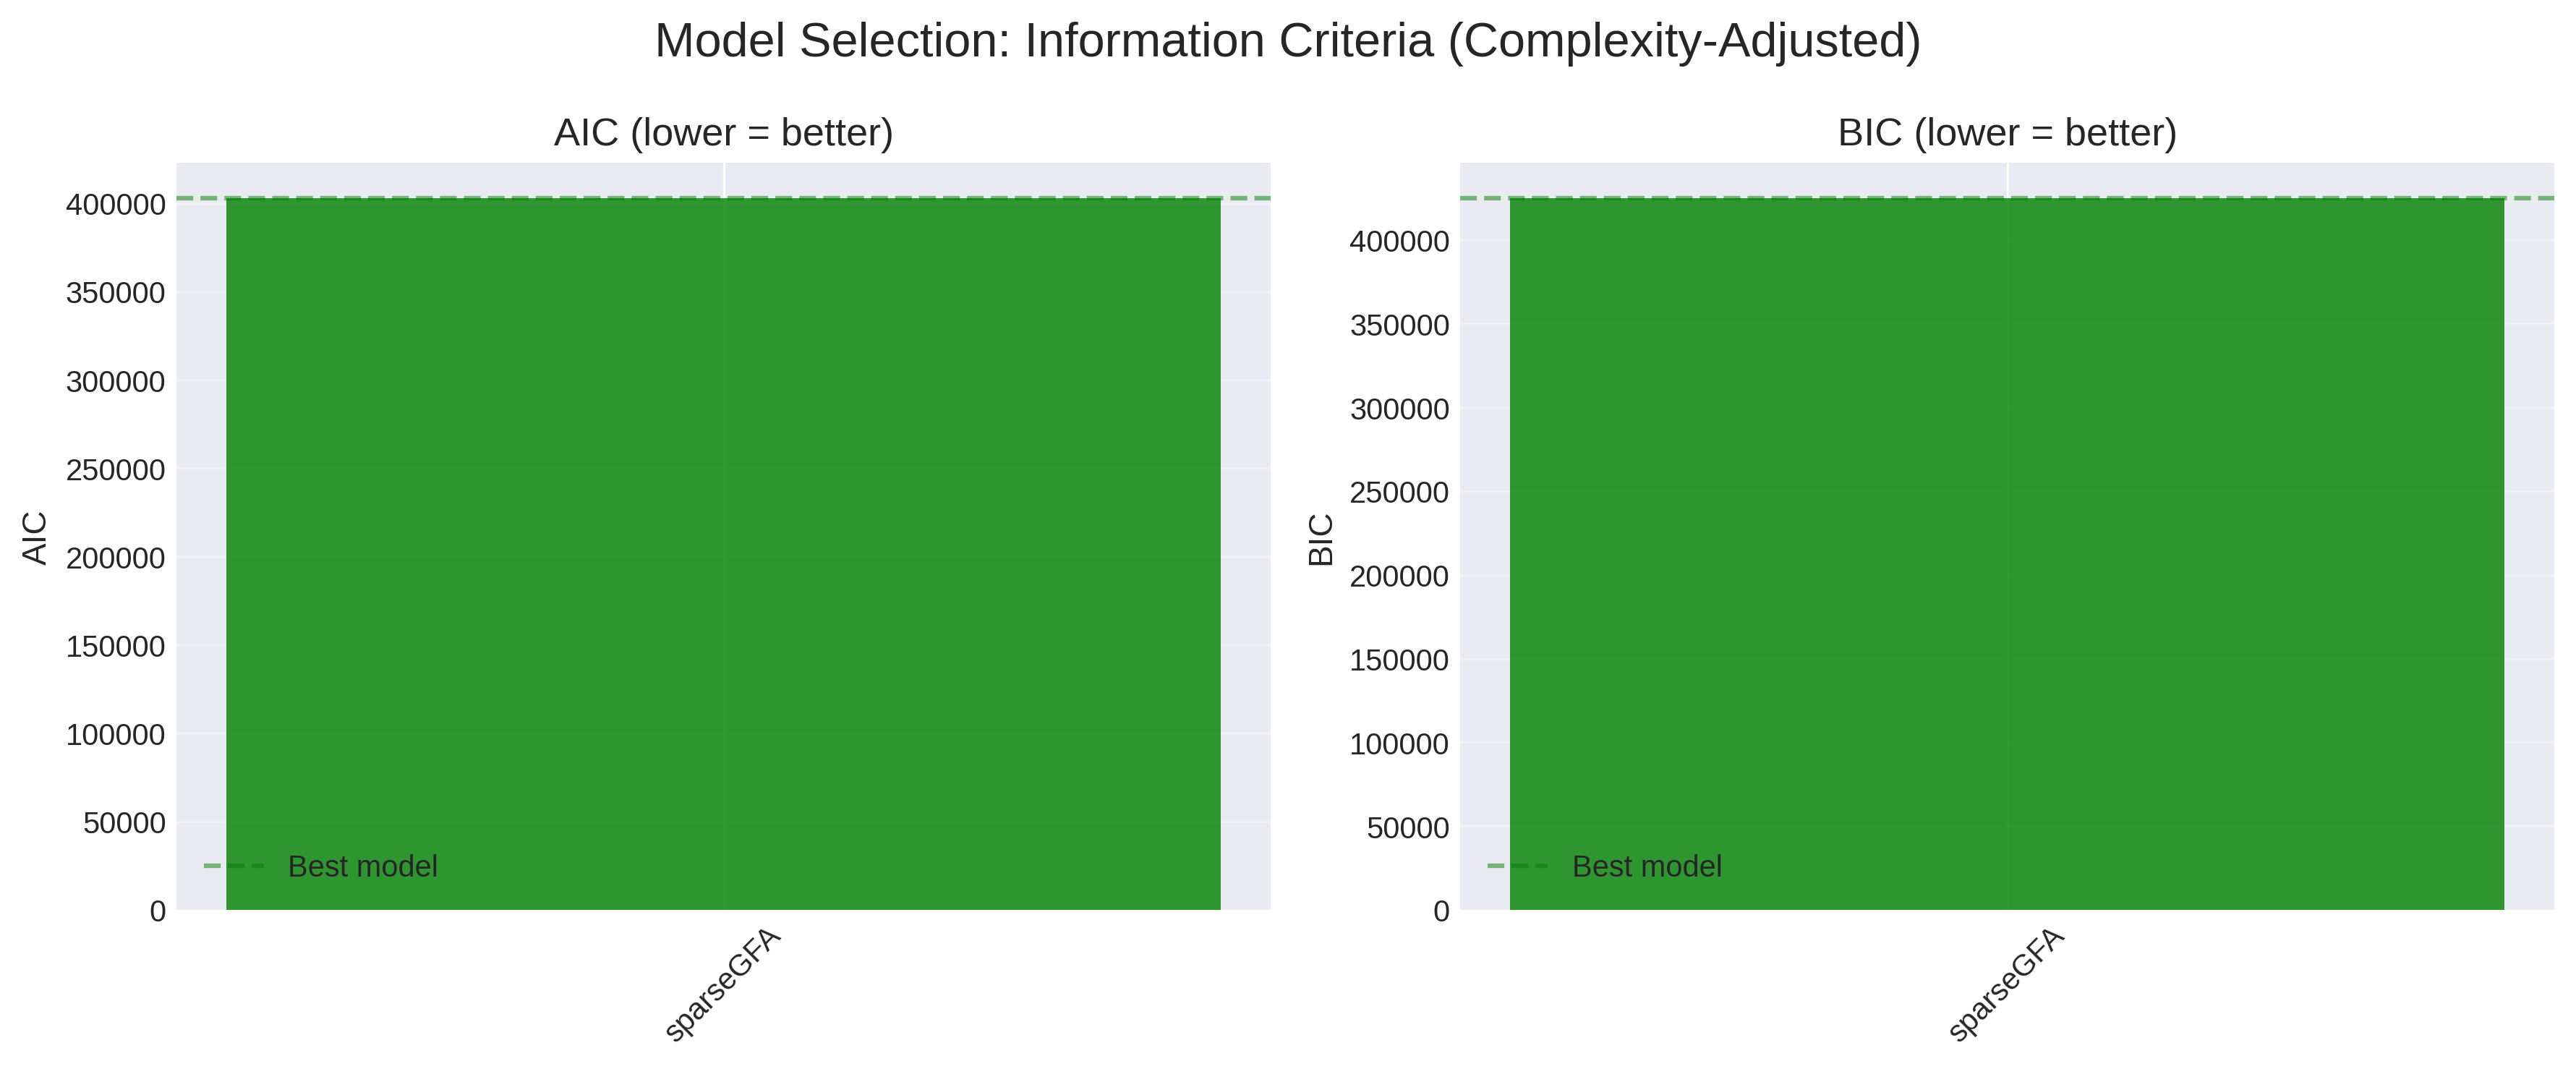 Model Selection: Information Criteria (Complexity-Adjusted)
AIC (lower = better)
AIC
400000
350000
300000
250000
200000
150000
100000
50000
0
Best model
sparseGFA
BIC (lower = better)
BIC
400000
350000
300000
250000
200000
150000
100000
50000
0
Best model
sparseGFA